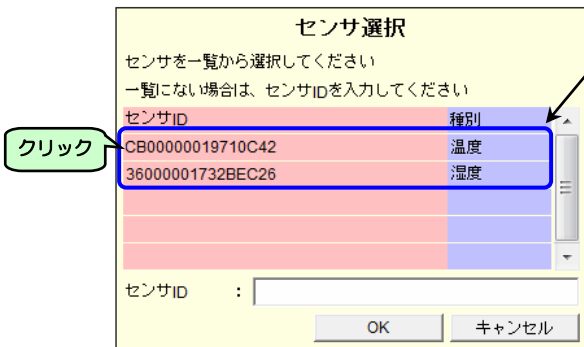 センサ選択
センサを一覧から選択してください
一覧にない場合は、センサIDを入力してください
センサID 種別
クリック
CB00000019710C42 温度
36000001732BEC26 湿度
センサID :
OK キャンセル